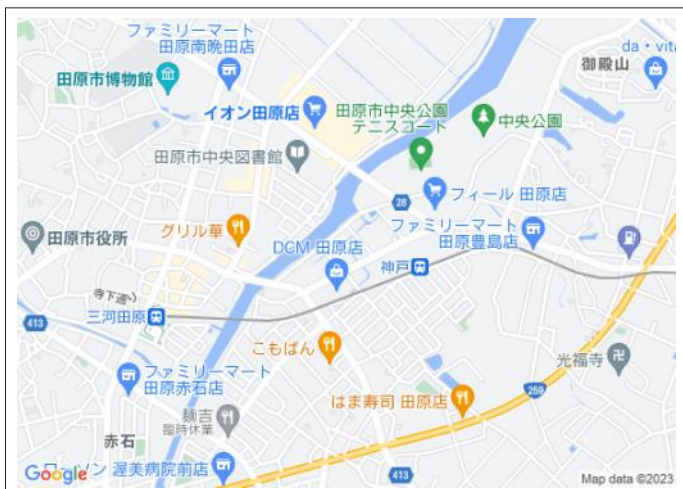 ファミリーマート
田原南晩田店
da・vita
御殿山
田原市博物館
イオン田原店
田原市中央公園
テニスコート
中央公園
田原市中央図書館
28
フィール 田原店
グリル華
ファミリーマート
田原豊島店
田原市役所
DCM 田原店
神戸
寺下通り
三河田原
413
こもぱん
光福寺
ファミリーマート
田原赤石店
259
はま寿司 田原店
麺吉
臨時休業
赤石
ローソン 渥美病院前店
413
Google
Map data ©2023